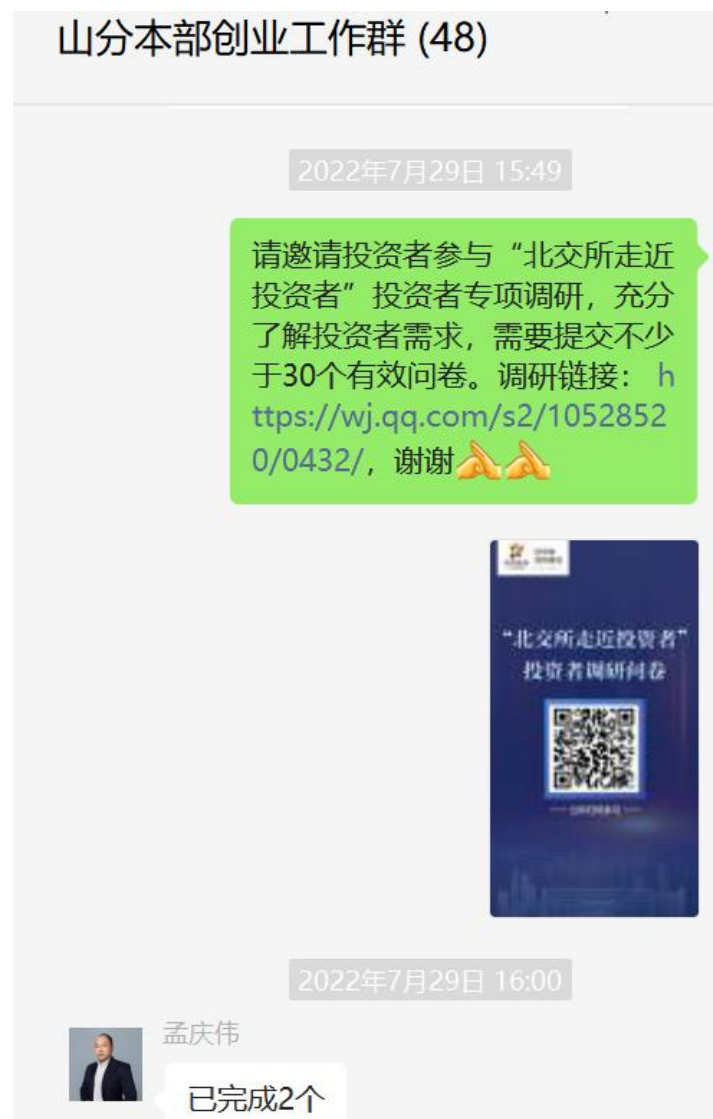 山分本部创业工作群 (48)
2022年7月29日 15:49
请邀请投资者参与“北交所走近
投资者”投资者专项调研，充分
了解投资者需求，需要提交不少
于30个有效问卷。调研链接： h
ttps://wj.qq.com/s2/1052852
0/0432/，谢谢
“北交所走近投资者”
投资者调研问卷
2022年7月29日 16:00
孟庆伟
已完成2个